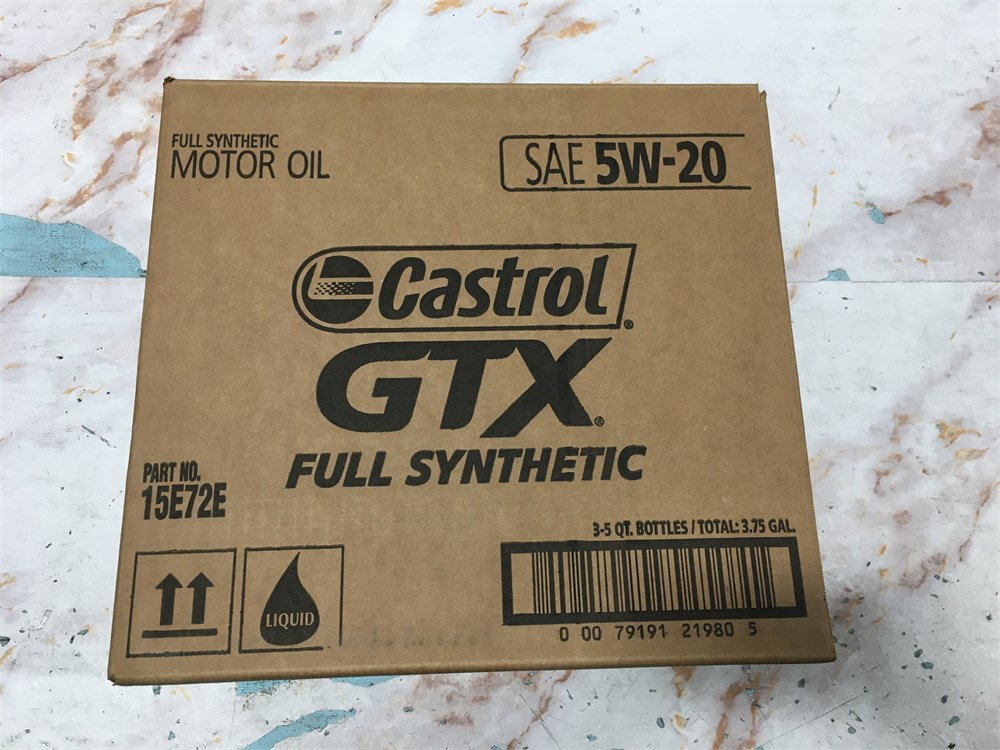 FULL SYNTHETIC
MOTOR OIL
SAE 5W-20
Castrol®
GTX®
FULL SYNTHETIC
PART NO.
15E72E
3-5 QT. BOTTLES / TOTAL: 3.75 GAL.
LIQUID
0 00 79191 21980 5